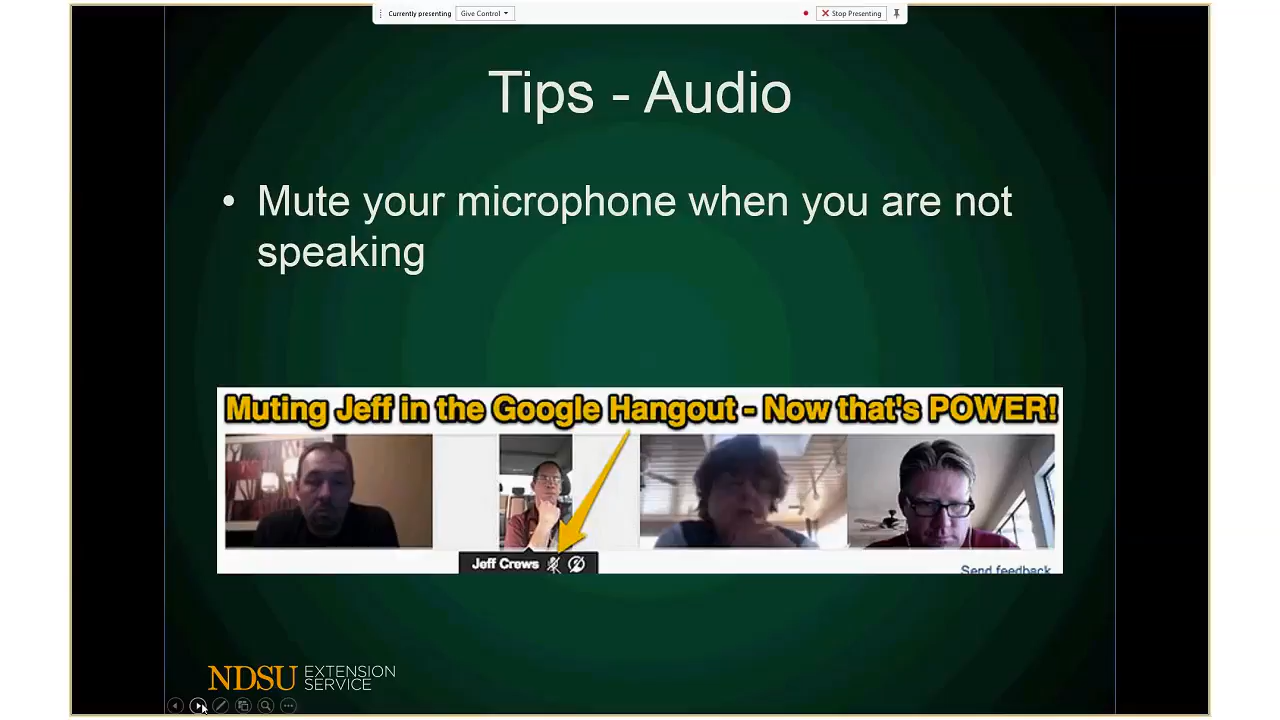 Currently presenting Give Control Stop Presenting
Tips - Audio
• Mute your microphone when you are not
speaking
Muting Jeff in the Google Hangout - Now that's POWER!
Jeff Crews
Send feedback
NDSU EXTENSION
SERVICE